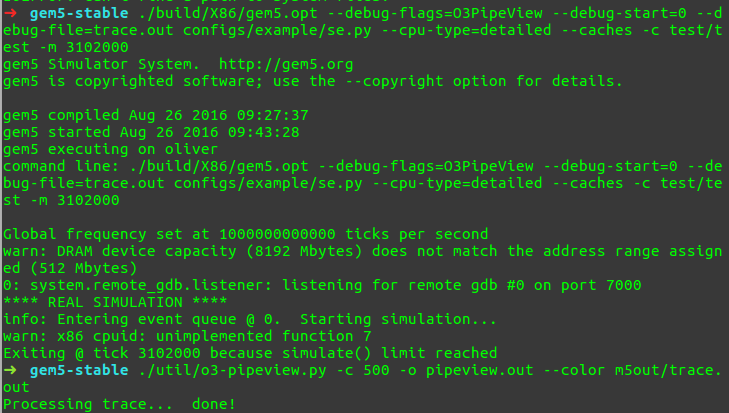 ➜  gem5-stable ./build/X86/gem5.opt --debug-flags=O3PipeView --debug-start=0 --d
ebug-file=trace.out configs/example/se.py --cpu-type=detailed --caches -c test/t
est -m 3102000
gem5 Simulator System.  http://gem5.org
gem5 is copyrighted software; use the --copyright option for details.

gem5 compiled Aug 26 2016 09:27:37
gem5 started Aug 26 2016 09:43:28
gem5 executing on oliver
command line: ./build/X86/gem5.opt --debug-flags=O3PipeView --debug-start=0 --de
bug-file=trace.out configs/example/se.py --cpu-type=detailed --caches -c test/te
st -m 3102000

Global frequency set at 1000000000000 ticks per second
warn: DRAM device capacity (8192 Mbytes) does not match the address range assign
ed (512 Mbytes)
0: system.remote_gdb.listener: listening for remote gdb #0 on port 7000
**** REAL SIMULATION ****
info: Entering event queue @ 0.  Starting simulation...
warn: x86 cpuid: unimplemented function 7
Exiting @ tick 3102000 because simulate() limit reached
➜  gem5-stable ./util/o3-pipeview.py -c 500 -o pipeview.out --color m5out/trace.
out
Processing trace...  done!